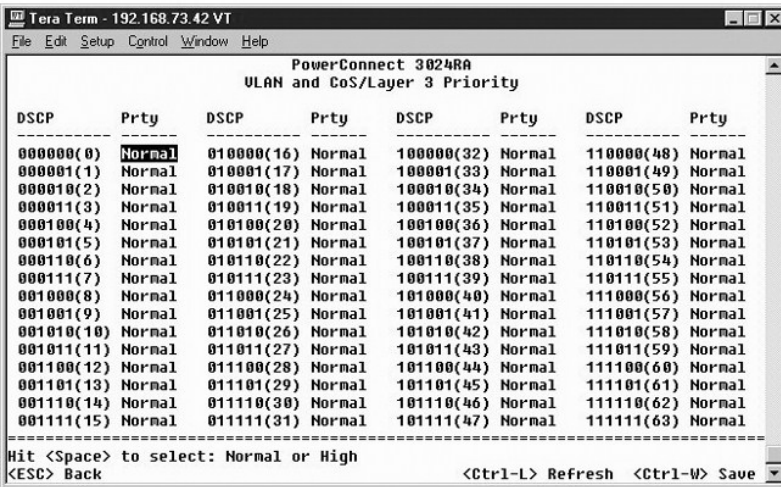 Tera Term - 192.168.73.42 VT
File Edit Setup Control Window Help
PowerConnect 3024RA
VLAN and CoS/Layer 3 Priority
DSCP Prty DSCP Prty DSCP Prty DSCP Prty
----------- ------- ----------- ------- ----------- ------- ----------- -------
000000(0) Normal 010000(16) Normal 100000(32) Normal 110000(48) Normal
000001(1) Normal 010001(17) Normal 100001(33) Normal 110001(49) Normal
000010(2) Normal 010010(18) Normal 100010(34) Normal 110010(50) Normal
000011(3) Normal 010011(19) Normal 100011(35) Normal 110011(51) Normal
000100(4) Normal 010100(20) Normal 100100(36) Normal 110100(52) Normal
000101(5) Normal 010101(21) Normal 100101(37) Normal 110101(53) Normal
000110(6) Normal 010110(22) Normal 100110(38) Normal 110110(54) Normal
000111(7) Normal 010111(23) Normal 100111(39) Normal 110111(55) Normal
001000(8) Normal 011000(24) Normal 101000(40) Normal 111000(56) Normal
001001(9) Normal 011001(25) Normal 101001(41) Normal 111001(57) Normal
001010(10) Normal 011010(26) Normal 101010(42) Normal 111010(58) Normal
001011(11) Normal 011011(27) Normal 101011(43) Normal 111011(59) Normal
001100(12) Normal 011100(28) Normal 101100(44) Normal 111100(60) Normal
001101(13) Normal 011101(29) Normal 101101(45) Normal 111101(61) Normal
001110(14) Normal 011110(30) Normal 101110(46) Normal 111110(62) Normal
001111(15) Normal 011111(31) Normal 101111(47) Normal 111111(63) Normal
================================================================================
Hit <Space> to select: Normal or High
<ESC> Back <Ctrl-L> Refresh <Ctrl-W> Save